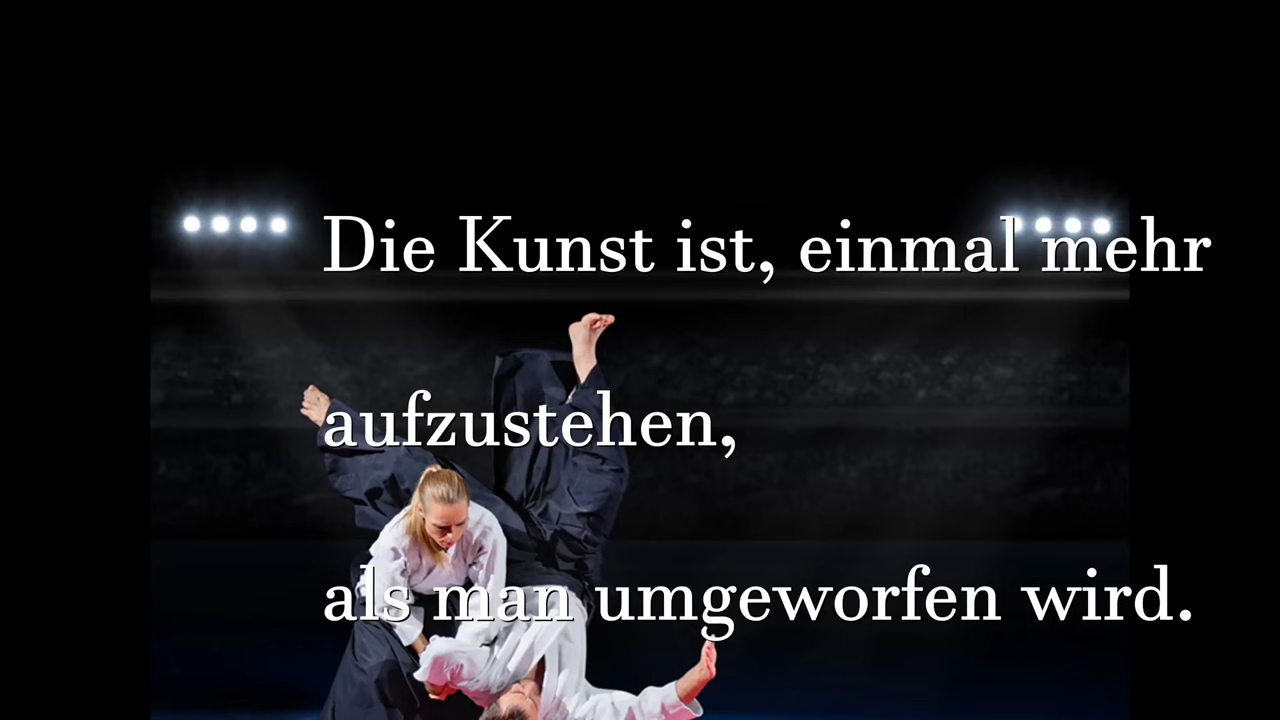 Die Kunst ist, einmal mehr
aufzustehen,
als man umgeworfen wird.